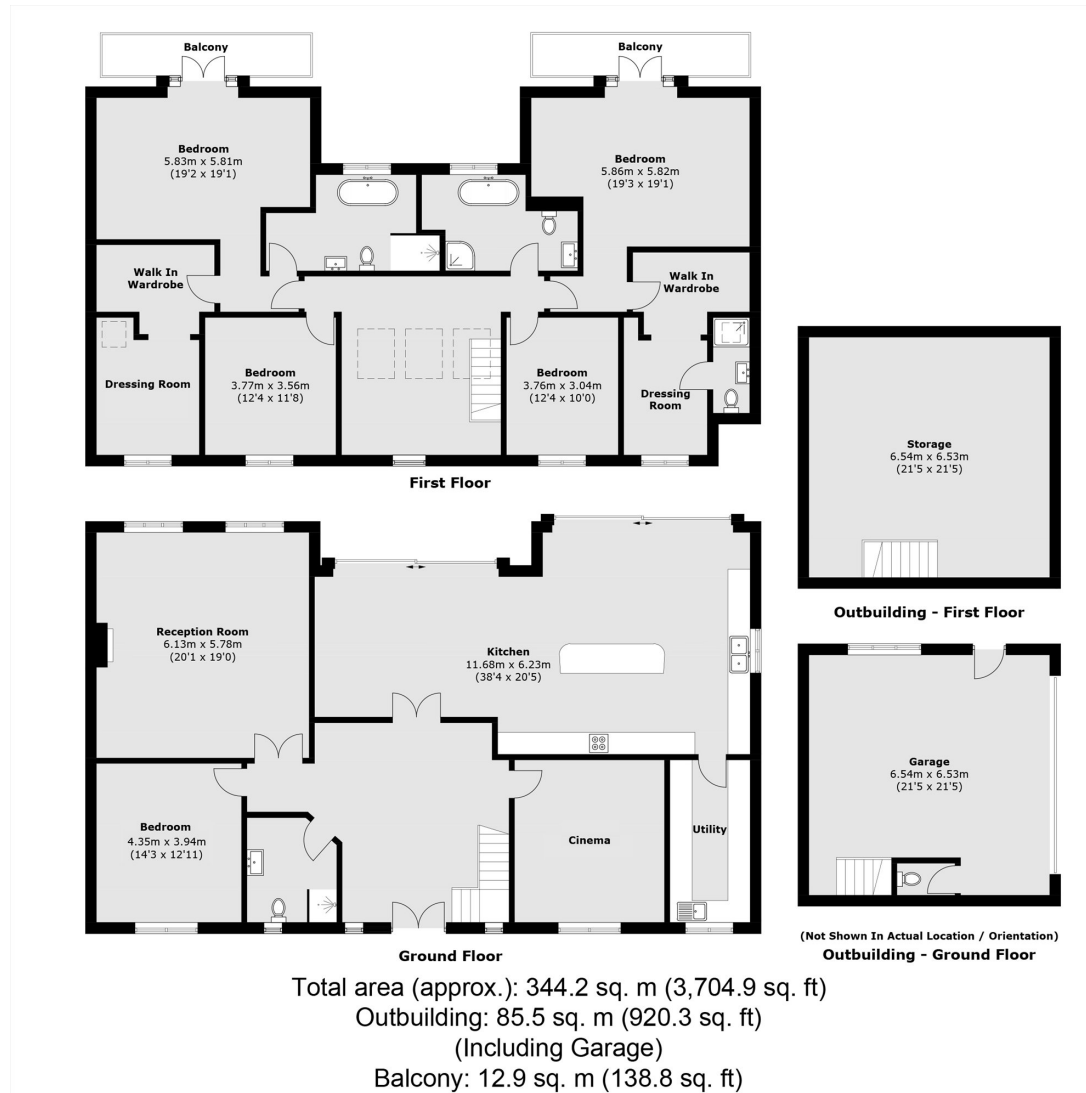 Balcony
Balcony
Bedroom
5.83m x 5.81m
(19'2 x 19'1)
Bedroom
5.86m x 5.82m
(19'3 x 19'1)
Walk In
Wardrobe
Walk In
Wardrobe
Dressing Room
Bedroom
3.77m x 3.56m
(12'4 x 11'8)
Bedroom
3.76m x 3.04m
(12'4 x 10'0)
Dressing
Room
First Floor
Storage
6.54m x 6.53m
(21'5 x 21'5)
Outbuilding - First Floor
Reception Room
6.13m x 5.78m
(20'1 x 19'0)
Kitchen
11.68m x 6.23m
(38'4 x 20'5)
Bedroom
4.35m x 3.94m
(14'3 x 12'11)
Cinema
Utility
Ground Floor
Garage
6.54m x 6.53m
(21'5 x 21'5)
(Not Shown In Actual Location / Orientation)
Outbuilding - Ground Floor
Total area (approx.): 344.2 sq. m (3,704.9 sq. ft)
Outbuilding: 85.5 sq. m (920.3 sq. ft)
(Including Garage)
Balcony: 12.9 sq. m (138.8 sq. ft)